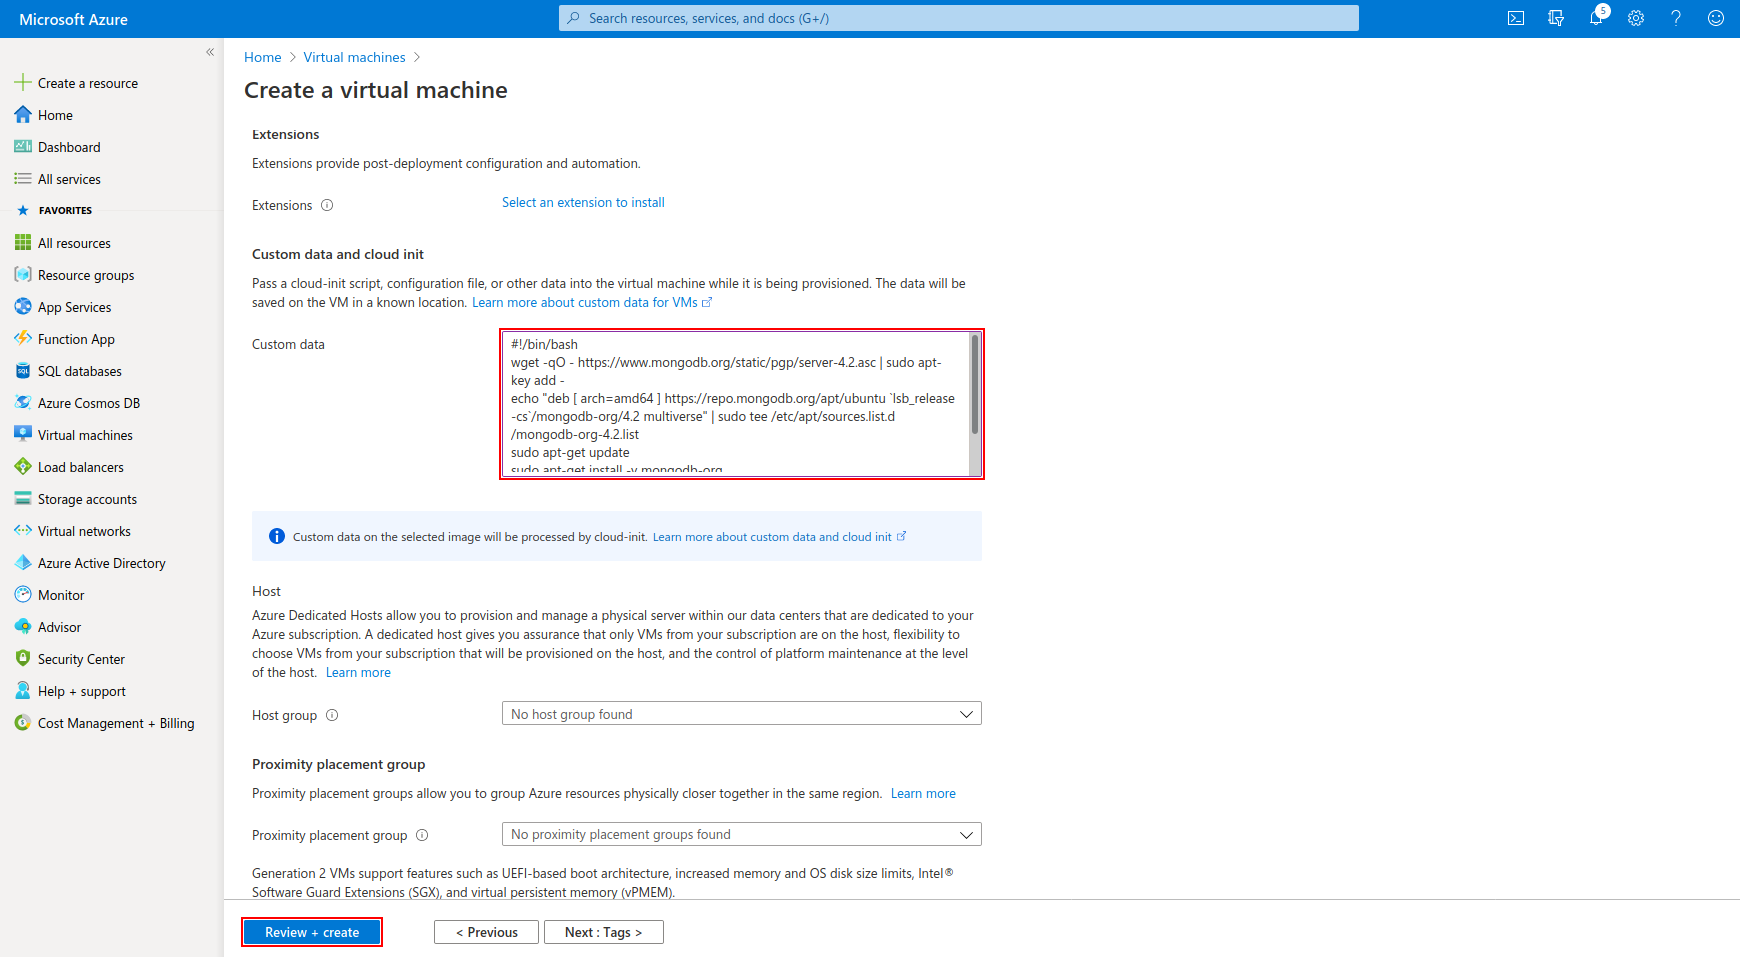 Microsoft Azure
Search resources, services, and docs (G+/)
5
Create a resource
Home
Dashboard
All services
FAVORITES
All resources
Resource groups
App Services
Function App
SQL databases
Azure Cosmos DB
Virtual machines
Load balancers
Storage accounts
Virtual networks
Azure Active Directory
Monitor
Advisor
Security Center
Help + support
Cost Management + Billing
Home > Virtual machines >
Create a virtual machine
Extensions
Extensions provide post-deployment configuration and automation.
Extensions
Select an extension to install
Custom data and cloud init
Pass a cloud-init script, configuration file, or other data into the virtual machine while it is being provisioned. The data will be
saved on the VM in a known location. Learn more about custom data for VMs
Custom data
#!/bin/bash
wget -qO - https://www.mongodb.org/static/pgp/server-4.2.asc | sudo apt-
key add -
echo "deb [ arch=amd64 ] https://repo.mongodb.org/apt/ubuntu `lsb_release
-cs`/mongodb-org/4.2 multiverse" | sudo tee /etc/apt/sources.list.d
/mongodb-org-4.2.list
sudo apt-get update
sudo apt-get install -y mongodb-org
Custom data on the selected image will be processed by cloud-init. Learn more about custom data and cloud init
Host
Azure Dedicated Hosts allow you to provision and manage a physical server within our data centers that are dedicated to your
Azure subscription. A dedicated host gives you assurance that only VMs from your subscription are on the host, flexibility to
choose VMs from your subscription that will be provisioned on the host, and the control of platform maintenance at the level
of the host. Learn more
Host group
No host group found
Proximity placement group
Proximity placement groups allow you to group Azure resources physically closer together in the same region. Learn more
Proximity placement group
No proximity placement groups found
Generation 2 VMs support features such as UEFI-based boot architecture, increased memory and OS disk size limits, Intel®
Software Guard Extensions (SGX), and virtual persistent memory (vPMEM).
Review + create
< Previous
Next : Tags >